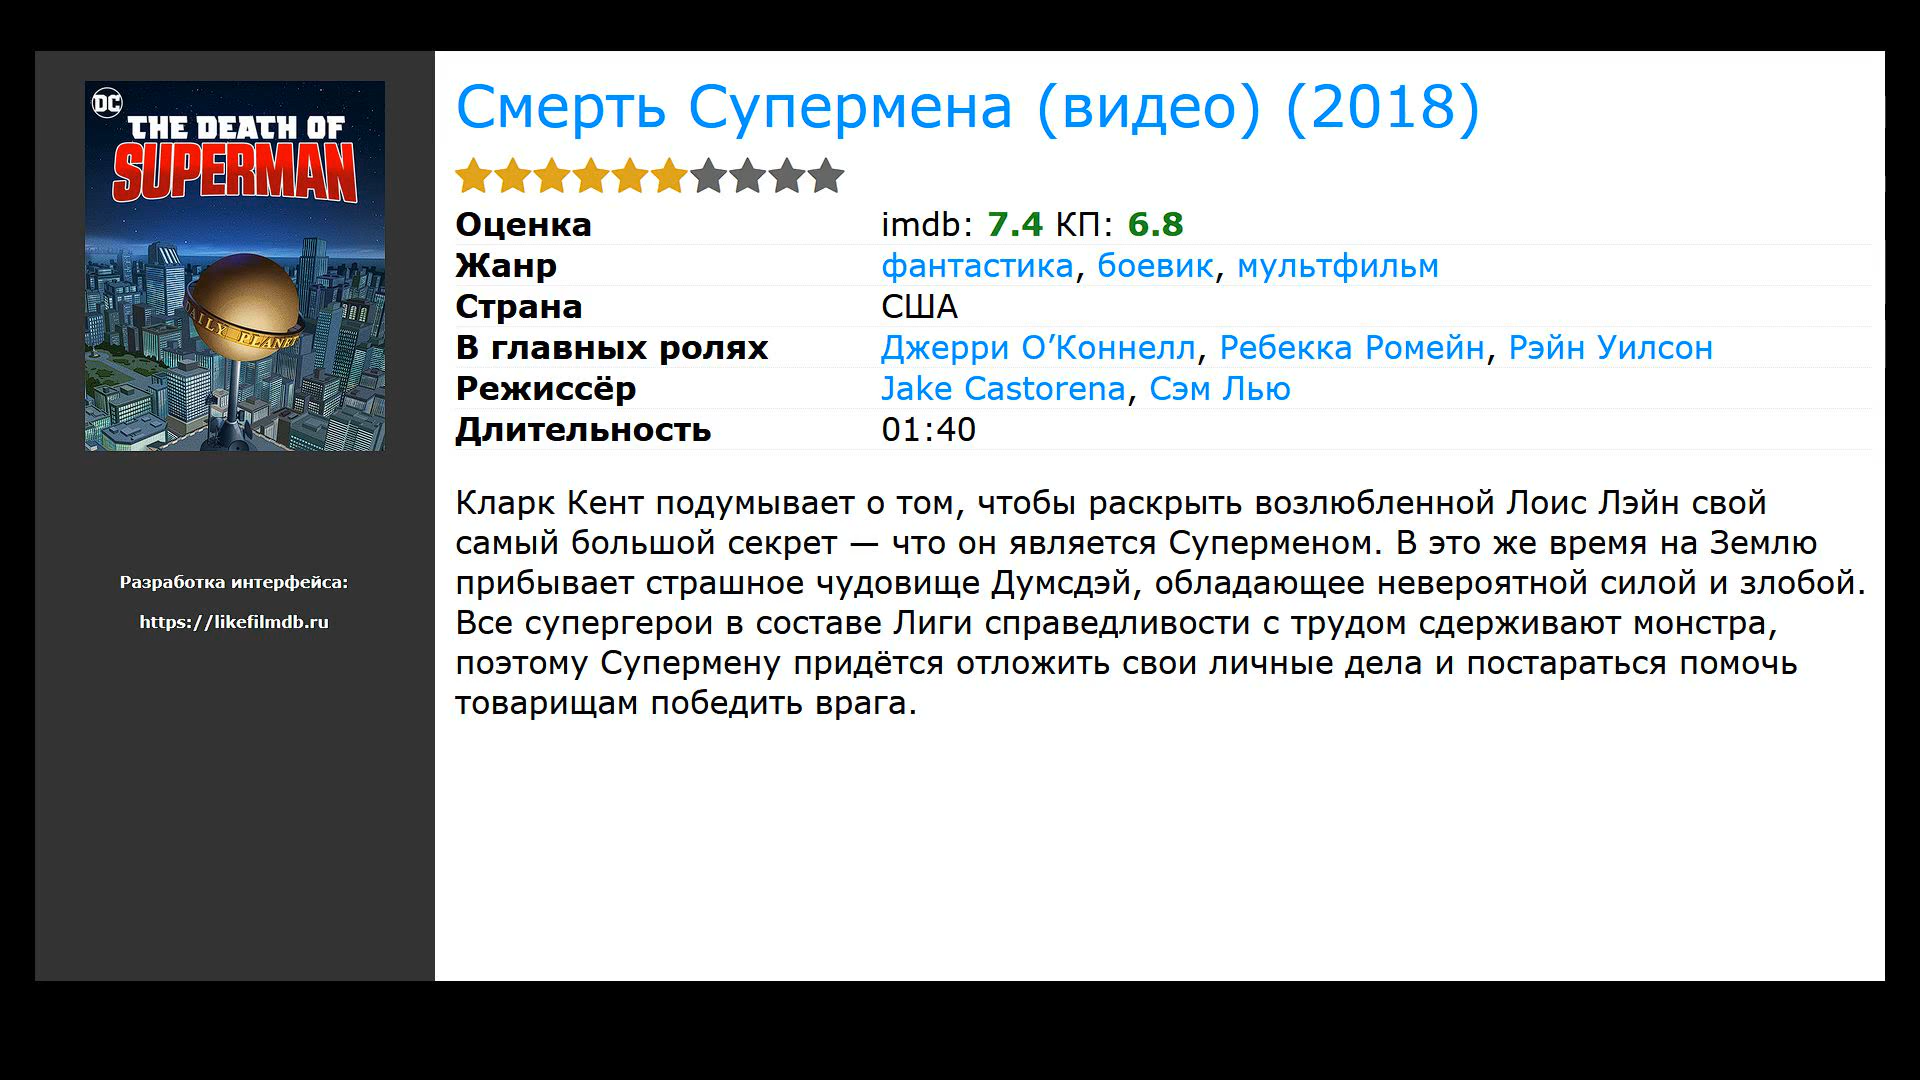 DC
THE DEATH OF
SUPERMAN
DAILY PLANET
Разработка интерфейса:
https://likefilmdb.ru
Смерть Супермена (видео) (2018)
Оценка imdb: 7.4 КП: 6.8
Жанр фантастика, боевик, мультфильм
Страна США
В главных ролях Джерри О’Коннелл, Ребекка Ромейн, Рэйн Уилсон
Режиссёр Jake Castorena, Сэм Лью
Длительность 01:40
Кларк Кент подумывает о том, чтобы раскрыть возлюбленной Лоис Лэйн свой
самый большой секрет — что он является Суперменом. В это же время на Землю
прибывает страшное чудовище Думсдэй, обладающее невероятной силой и злобой.
Все супергерои в составе Лиги справедливости с трудом сдерживают монстра,
поэтому Супермену придётся отложить свои личные дела и постараться помочь
товарищам победить врага.